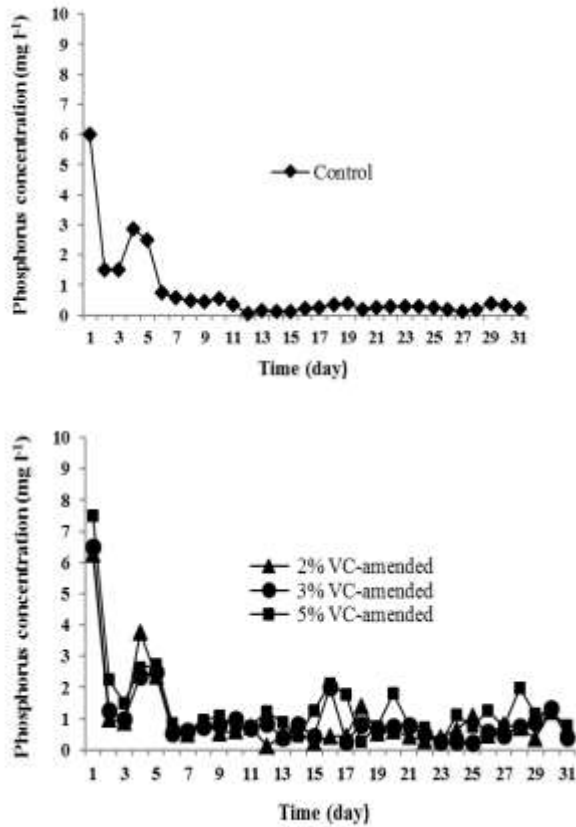 Phosphorus concentration (mg l-1)
10
9
8
7
6
5
4
3
2
1
0
Control
1 3 5 7 9 11 13 15 17 19 21 23 25 27 29 31
Time (day}
Phosphorus concentration (mg l-1)
10
9
8
7
6
5
4
3
2
1
0
2% VC-amended
3% VC-amended
5% VC-amended
1 3 5 7 9 11 13 15 17 19 21 23 25 27 29 31
Time (day)